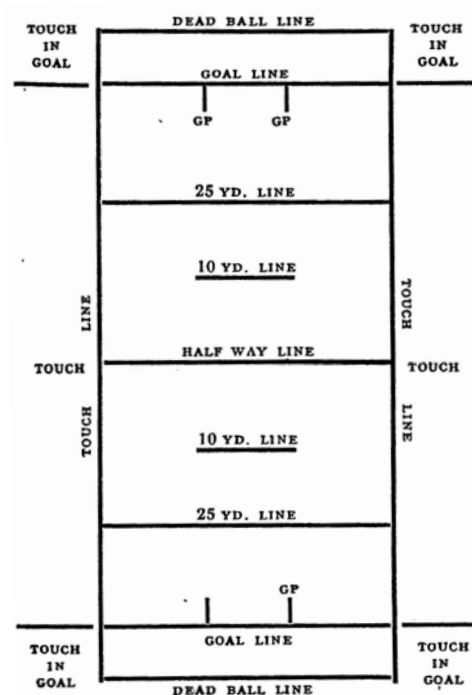 DEAD BALL LINE
TOUCH
IN
GOAL
TOUCH
IN
GOAL
GOAL LINE
GP
GP
25 YD. LINE
10 YD. LINE
LINE
TOUCH
HALF WAY LINE
TOUCH
TOUCH
TOUCH
LINE
10 YD. LINE
25 YD. LINE
GP
GOAL LINE
TOUCH
IN
GOAL
TOUCH
IN
GOAL
DEAD BALL LINE